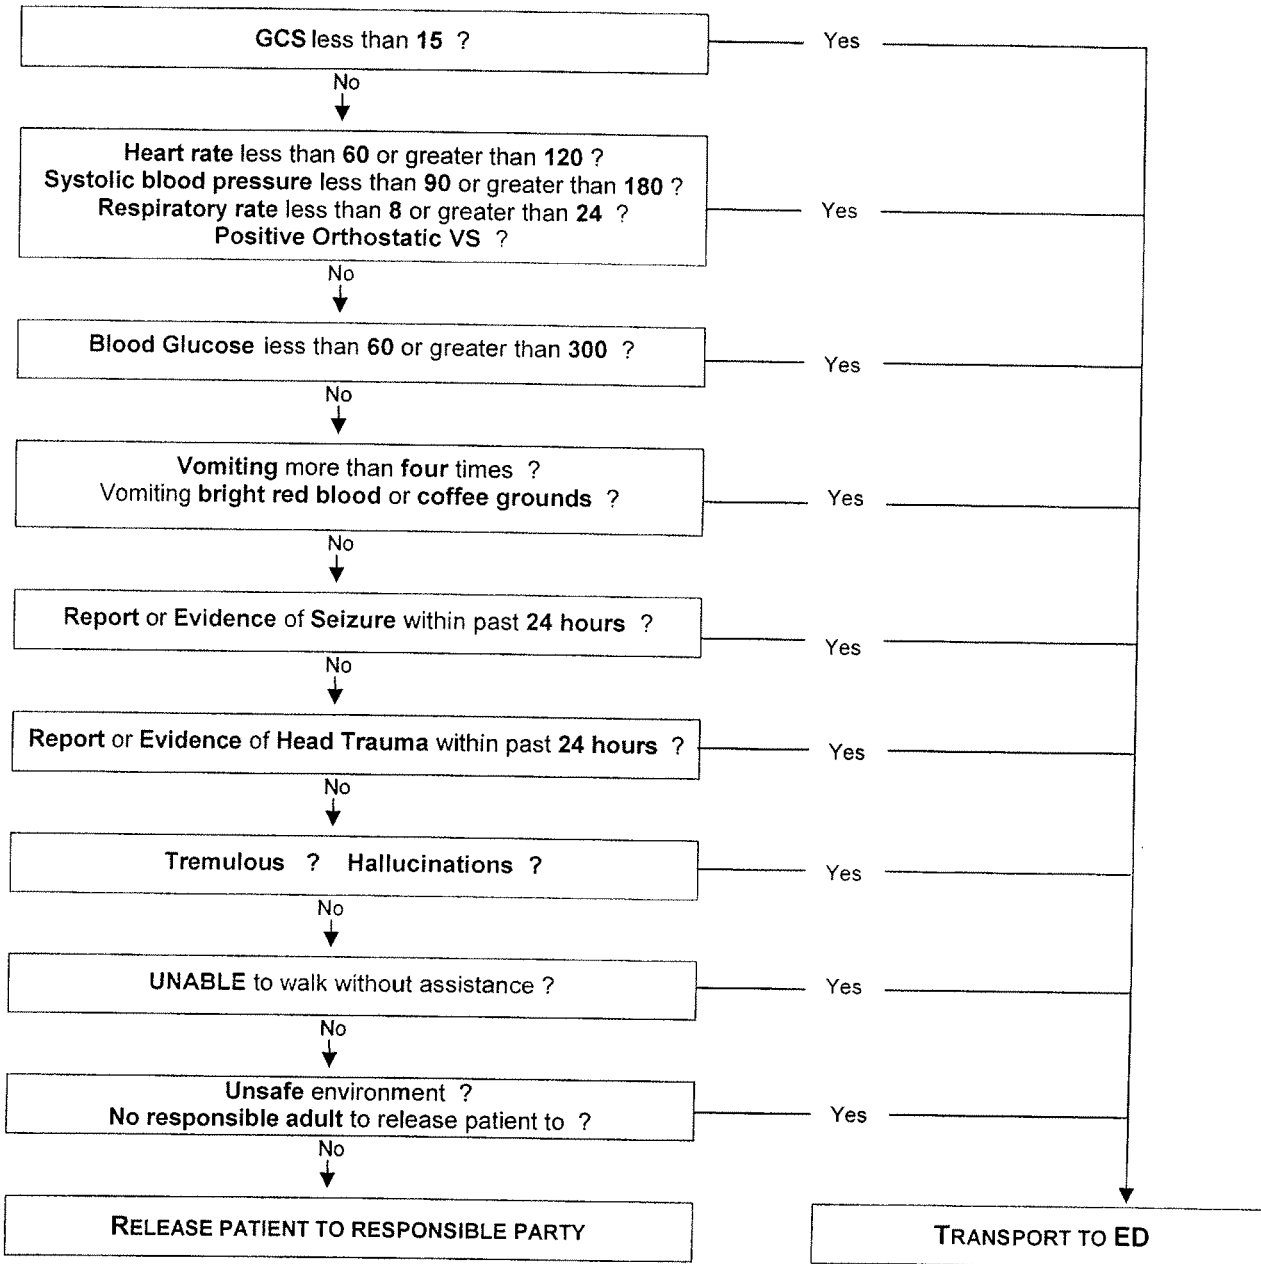 GCS less than 15 ?
Yes
No
Heart rate less than 60 or greater than 120 ?
Systolic blood pressure less than 90 or greater than 180 ?
Respiratory rate less than 8 or greater than 24 ?
Positive Orthostatic VS ?
Yes
No
Blood Glucose less than 60 or greater than 300 ?
Yes
No
Vomiting more than four times ?
Vomiting bright red blood or coffee grounds ?
Yes
No
Report or Evidence of Seizure within past 24 hours ?
Yes
No
Report or Evidence of Head Trauma within past 24 hours ?
Yes
No
Tremulous ? Hallucinations ?
Yes
No
UNABLE to walk without assistance ?
Yes
No
Unsafe environment ?
No responsible adult to release patient to ?
Yes
No
RELEASE PATIENT TO RESPONSIBLE PARTY
TRANSPORT TO ED